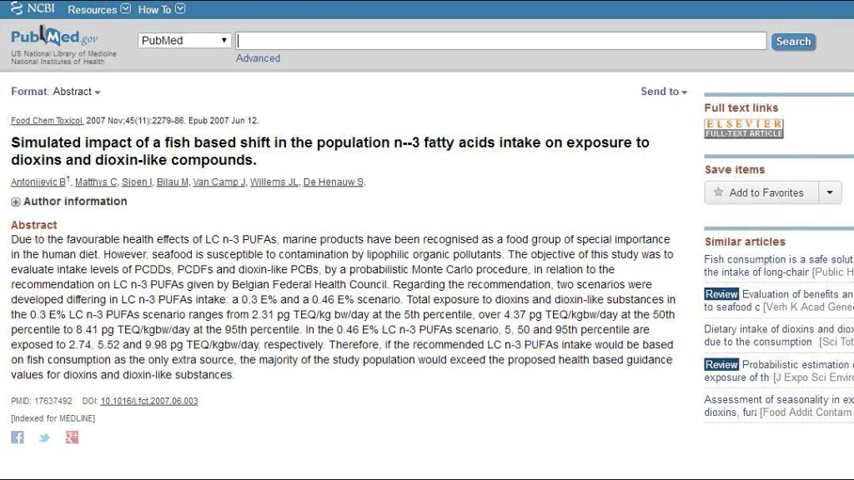 NCBI Resources How To
PubMed.gov
US National Library of Medicine
National Institutes of Health
PubMed
Search
Advanced
Format: Abstract
Send to
Food Chem Toxicol. 2007 Nov;45(11):2279-86. Epub 2007 Jun 12.
Simulated impact of a fish based shift in the population n--3 fatty acids intake on exposure to
dioxins and dioxin-like compounds.
Antonijevic B1, Matthys C, Sioen I, Bilau M, Van Camp J, Willems JL, De Henauw S.
Author information
Abstract
Due to the favourable health effects of LC n-3 PUFAs, marine products have been recognised as a food group of special importance
in the human diet. However, seafood is susceptible to contamination by lipophilic organic pollutants. The objective of this study was to
evaluate intake levels of PCDDs, PCDFs and dioxin-like PCBs, by a probabilistic Monte Carlo procedure, in relation to the
recommendation on LC n-3 PUFAs given by Belgian Federal Health Council. Regarding the recommendation, two scenarios were
developed differing in LC n-3 PUFAs intake: a 0.3 E% and a 0.46 E% scenario. Total exposure to dioxins and dioxin-like substances in
the 0.3 E% LC n-3 PUFAs scenario ranges from 2.31 pg TEQ/kg bw/day at the 5th percentile, over 4.37 pg TEQ/kgbw/day at the 50th
percentile to 8.41 pg TEQ/kgbw/day at the 95th percentile. In the 0.46 E% LC n-3 PUFAs scenario, 5, 50 and 95th percentile are
exposed to 2.74, 5.52 and 9.98 pg TEQ/kgbw/day, respectively. Therefore, if the recommended LC n-3 PUFAs intake would be based
on fish consumption as the only extra source, the majority of the study population would exceed the proposed health based guidance
values for dioxins and dioxin-like substances.
PMID: 17637492 DOI: 10.1016/j.fct.2007.06.003
[Indexed for MEDLINE]
Full text links
ELSEVIER
FULL-TEXT ARTICLE
Save items
Add to Favorites
Similar articles
Fish consumption is a safe solu
the intake of long-chair [Public H
Review Evaluation of benefits an
to seafood c [Verh K Acad Gene
Dietary intake of dioxins and dio
due to the consumption [Sci Tot
Review Probabilistic estimation
exposure of th [J Expo Sci Enviro
Assessment of seasonality in ex
dioxins, fura [Food Addit Contam